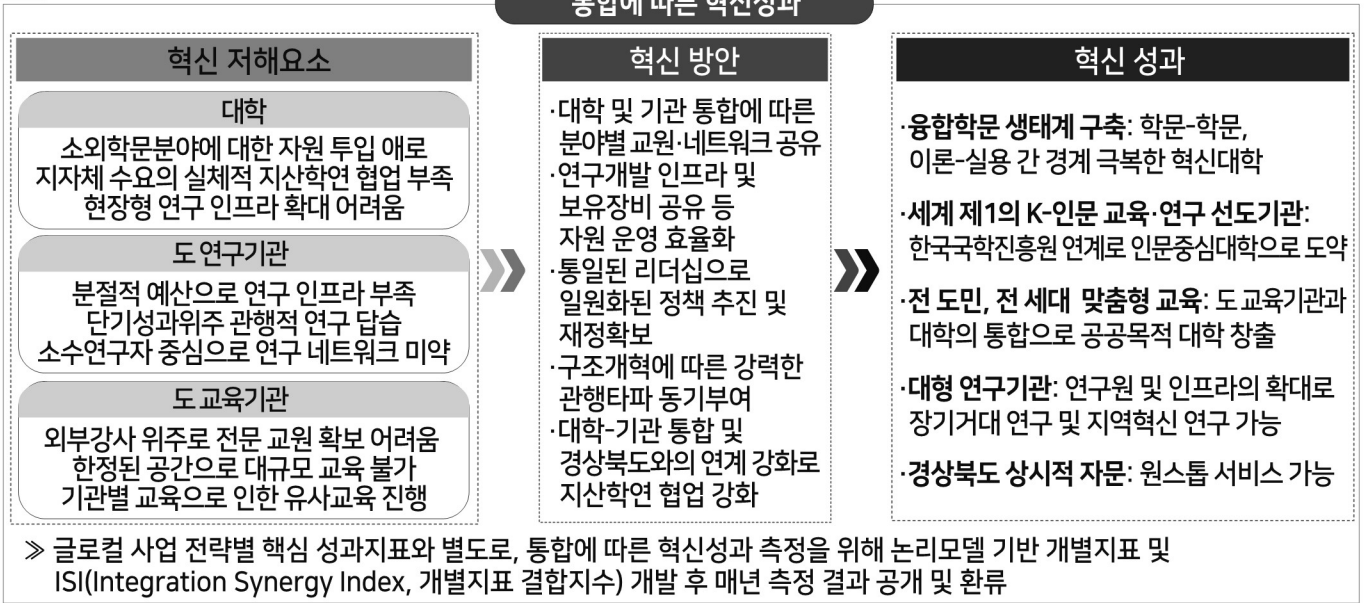 통합에 따른 혁신성과
혁신 저해요소
대학
소외학문분야에 대한 자원 투입 애로
지자체 수요의 실체적 지산학연 협업 부족
현장형 연구 인프라 확대 어려움
도 연구기관
분절적 예산으로 연구 인프라 부족
단기성과위주 관행적 연구 답습
소수연구자 중심으로 연구 네트워크 미약
도 교육기관
외부강사 위주로 전문 교원 확보 어려움
한정된 공간으로 대규모 교육 불가
기관별 교육으로 인한 유사교육 진행
혁신 방안
·대학 및 기관 통합에 따른
분야별 교원·네트워크 공유
·연구개발 인프라 및
보유장비 공유 등
자원 운영 효율화
·통일된 리더십으로
일원화된 정책 추진 및
재정확보
·구조개혁에 따른 강력한
관행타파 동기부여
·대학-기관 통합 및
경상북도와의 연계 강화로
지산학연 협업 강화
혁신 성과
·융합학문 생태계 구축: 학문-학문,
이론-실용 간 경계 극복한 혁신대학
·세계 제1의 K-인문 교육·연구 선도기관:
한국국학진흥원 연계로 인문중심대학으로 도약
·전 도민, 전 세대 맞춤형 교육: 도 교육기관과
대학의 통합으로 공공목적 대학 창출
·대형 연구기관: 연구원 및 인프라의 확대로
장기거대 연구 및 지역혁신 연구 가능
·경상북도 상시적 자문: 원스톱 서비스 가능
≫ 글로컬 사업 전략별 핵심 성과지표와 별도로, 통합에 따른 혁신성과 측정을 위해 논리모델 기반 개별지표 및
ISI(Integration Synergy Index, 개별지표 결합지수) 개발 후 매년 측정 결과 공개 및 환류